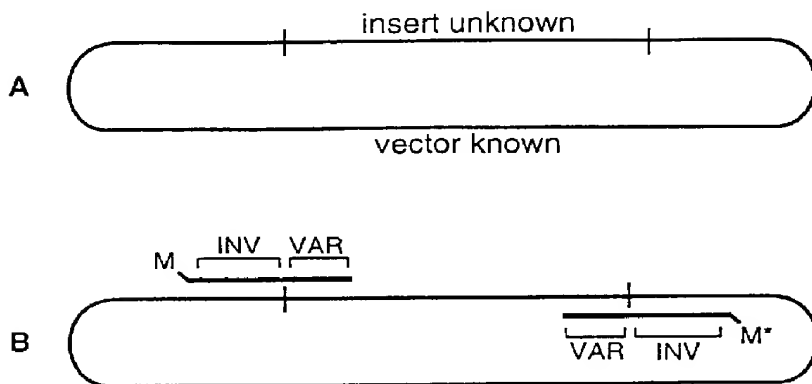 insert unknown
A
vector known
INV VAR
M
B
M*
VAR INV